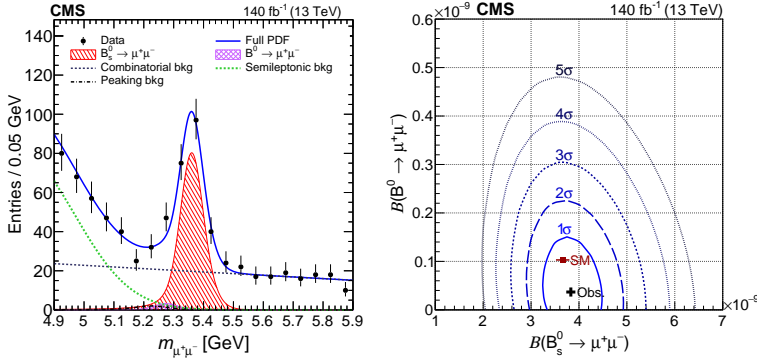 CMS 140 fb⁻¹ (13 TeV)
Data Full PDF
B⁰ₛ → μ⁺μ⁻ B⁰ → μ⁺μ⁻
Combinatorial bkg Semileptonic bkg
Peaking bkg
Entries / 0.05 GeV
140
120
100
80
60
40
20
0
4.9 5 5.1 5.2 5.3 5.4 5.5 5.6 5.7 5.8 5.9
m_μ⁺μ⁻ [GeV]
CMS 140 fb⁻¹ (13 TeV)
0.6 ×10⁻⁹
0.5
0.4
0.3
0.2
0.1
0
B(B⁰ → μ⁺μ⁻)
5σ
4σ
3σ
2σ
1σ
SM
Obs.
1 2 3 4 5 6 7 ×10⁻⁹
B(B⁰ₛ → μ⁺μ⁻)